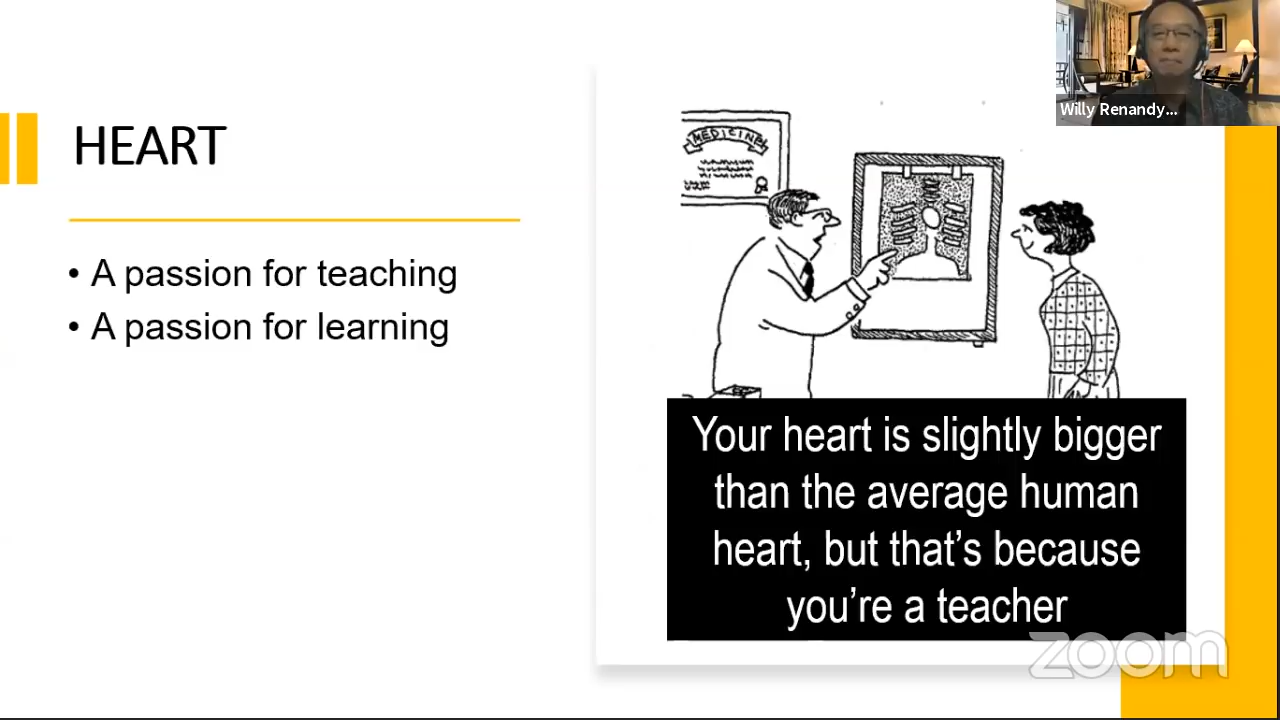 HEART
• A passion for teaching
• A passion for learning
MEDICINE
Your heart is slightly bigger
than the average human
heart, but that’s because
you’re a teacher
Willy Renandy...
zoom